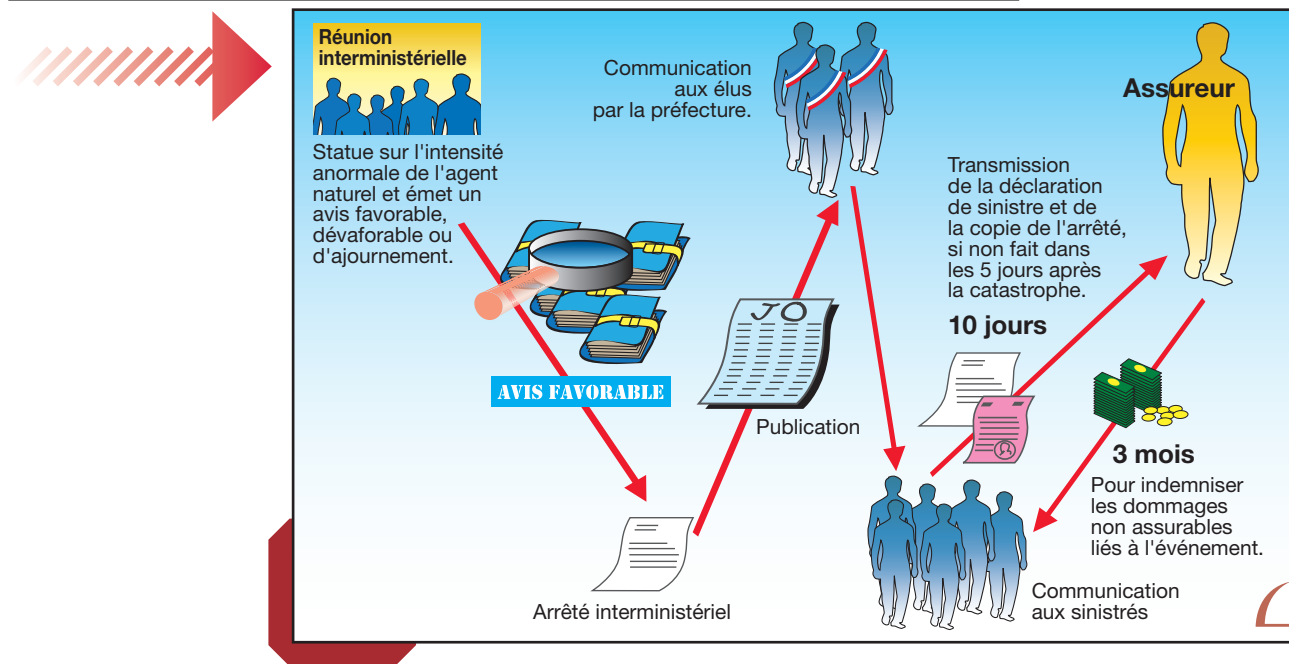 Réunion
interministérielle
Statue sur l'intensité
anormale de l'agent
naturel et émet un
avis favorable,
dévaforable ou
d'ajournement.
AVIS FAVORABLE
Arrêté interministériel
JO
Publication
Communication
aux élus
par la préfecture.
Communication
aux sinistrés
Transmission
de la déclaration
de sinistre et de
la copie de l'arrêté,
si non fait dans
les 5 jours après
la catastrophe.
10 jours
Assureur
3 mois
Pour indemniser
les dommages
non assurables
liés à l'événement.